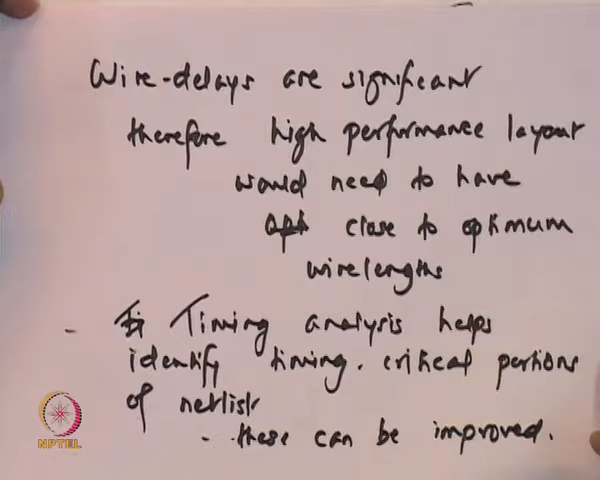 Wire-delays are significant
therefore high performance layout
would need to have
close to optimum
wirelengths
- Timing analysis helps
identify timing. critical portions
of netlist
- these can be improved.
NPTEL